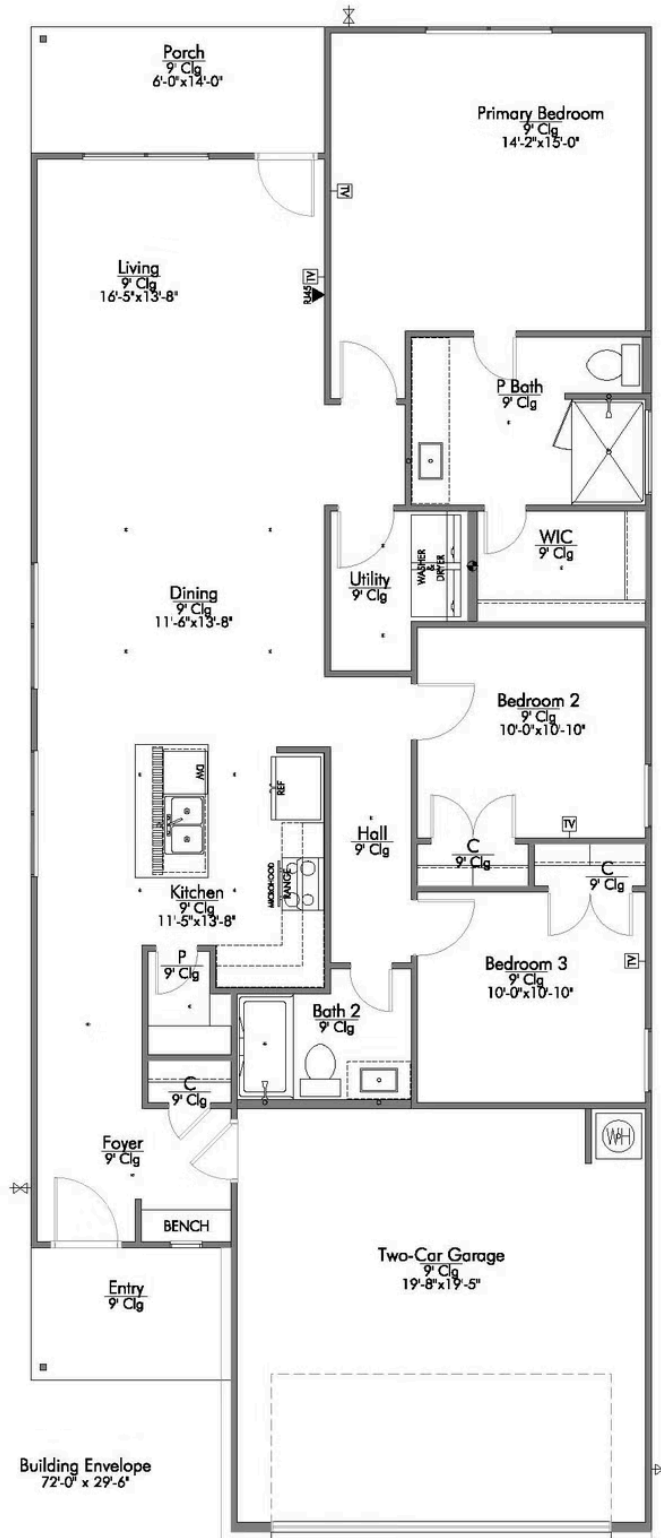 Porch
9' Clg
6'-0"x14'-0"
Primary Bedroom
9' Clg
14'-2"x15'-0"
TV
Living
9' Clg
16'-5"x13'-8"
TV
RJ45
P Bath
9' Clg
WIC
9' Clg
Utility
9' Clg
WASHER
&
DRYER
Dining
9' Clg
11'-6"x13'-8"
Bedroom 2
9' Clg
10'-0"x10'-10"
TV
DW
REF
Hall
9' Clg
C
9' Clg
C
9' Clg
MICROHOOD
RANGE
Kitchen
9' Clg
11'-5"x13'-8"
P
9' Clg
Bedroom 3
9' Clg
10'-0"x10'-10"
TV
Bath 2
9' Clg
C
9' Clg
Foyer
9' Clg
WH
BENCH
Two-Car Garage
9' Clg
19'-8"x19'-5"
Entry
9' Clg
Building Envelope
72'-0" x 29'-6"